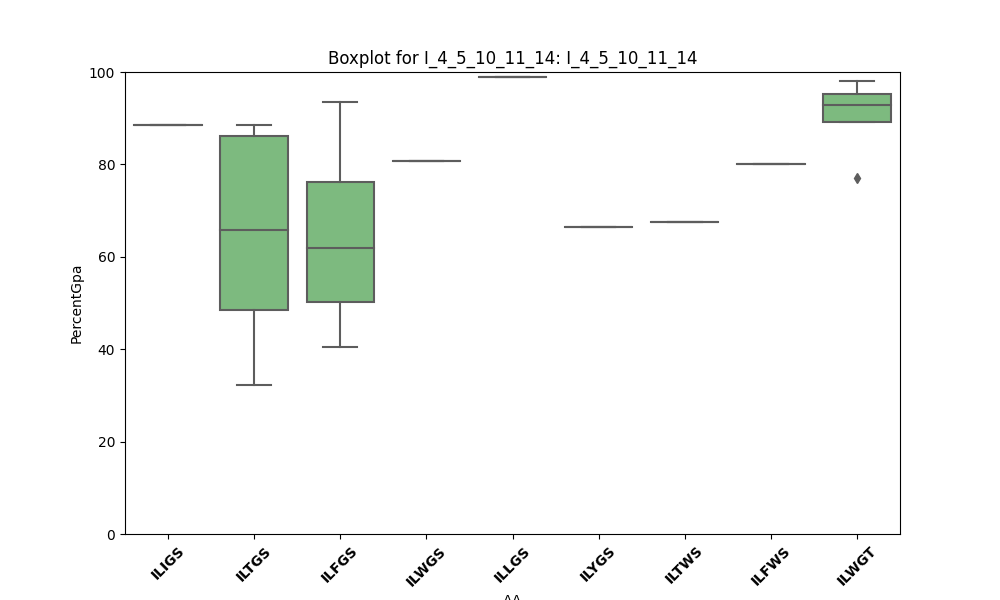 Boxplot for I_4_5_10_11_14: I_4_5_10_11_14
PercentGpa
100
80
60
40
20
0
ILIGS
ILTGS
ILFGS
ILWGS
ILLGS
ILYGS
ILTWS
ILFWS
ILWGT
AA